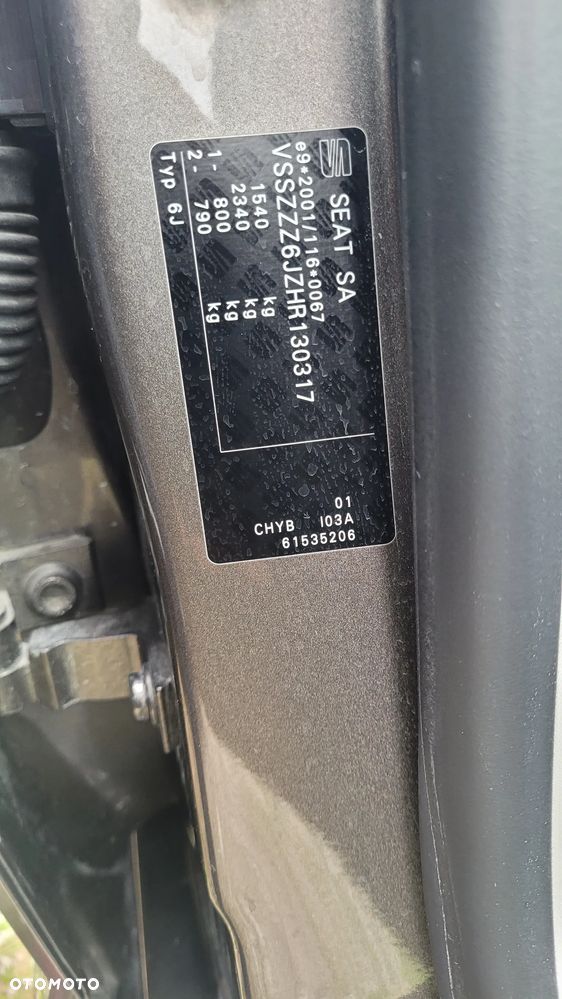 SEAT SA
e9*2001/116*0067
VSSZZZ6JZHR130317
1540 kg
2340 kg
1- 800 kg
2- 790 kg
Typ 6J
01
CHYB I03A
61535206
OTOMOTO